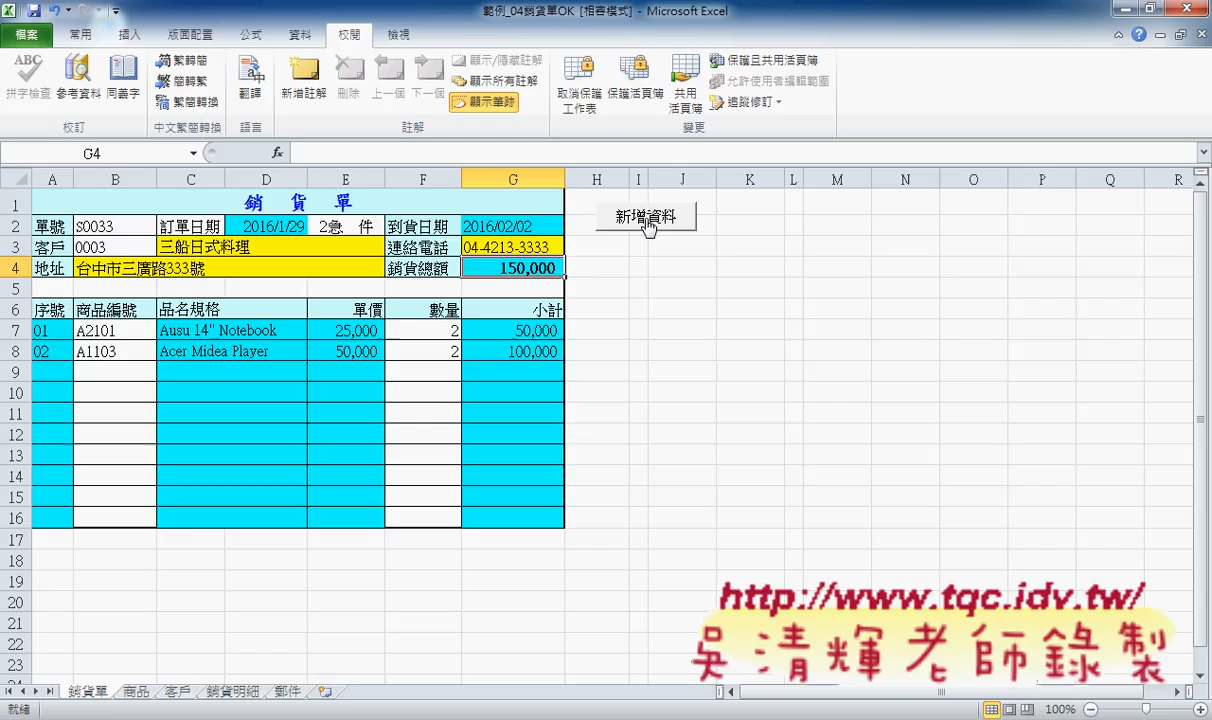 範例_04銷貨單OK [相容模式] - Microsoft Excel
檔案 常用 插入 版面配置 公式 資料 校閱 檢視
ABC 拼字檢查 參考資料 同義字
繁轉簡
簡轉繁
繁簡轉換
翻譯 新增註解 刪除 上一個 下一個
顯示/隱藏註解
顯示所有註解
顯示筆跡
取消保護工作表 保護活頁簿 共用活頁簿
保護且共用活頁簿
允許使用者編輯範圍
追蹤修訂
校訂 中文繁簡轉換 語言 註解 變更
G4 fx
A B C D E F G H I J K L M N O P Q R
1 銷 貨 單
2 單號 S0033 訂單日期 2016/1/29 2急 件 到貨日期 2016/02/02
新增資料
3 客戶 0003 三船日式料理 連絡電話 04-4213-3333
4 地址 台中市三廣路333號 銷貨總額 150,000
5
6 序號 商品編號 品名規格 單價 數量 小計
7 01 A2101 Ausu 14" Notebook 25,000 2 50,000
8 02 A1103 Acer Midea Player 50,000 2 100,000
9
10
11
12
13
14
15
16
17
18
19
20
21
22
23
http://www.tqc.idv.tw/
吳清輝老師錄製
銷貨單 商品 客戶 銷貨明細 郵件
就緒 100%